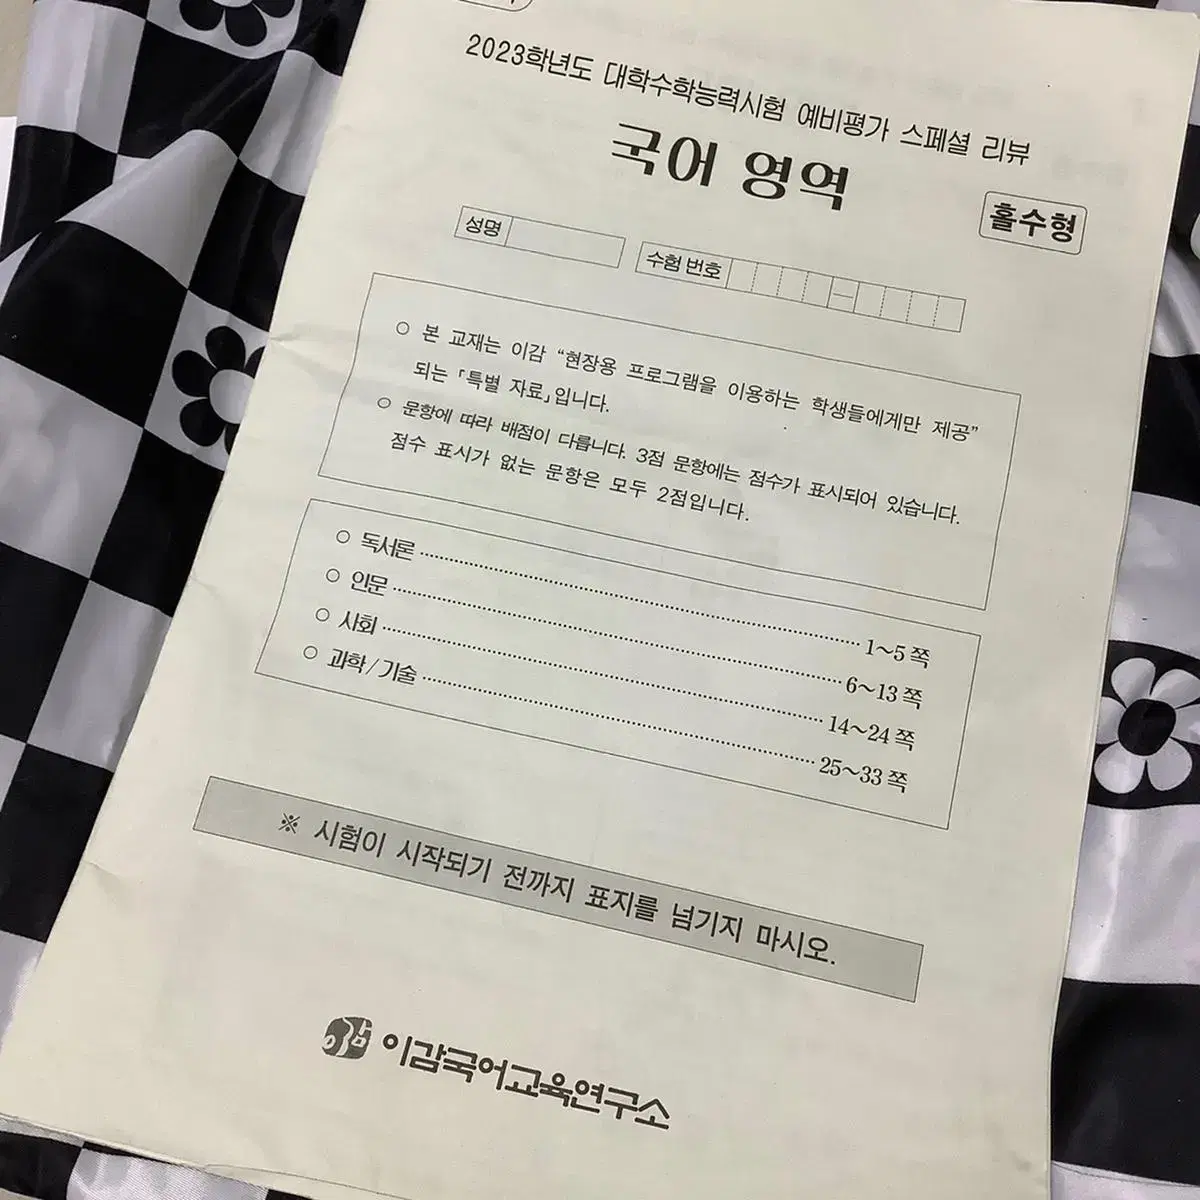 2023학년도 대학수학능력시험 예비평가 스페셜 리뷰
국어 영역
홀수형
성명
수험 번호
○ 본 교재는 이감 “현장용 프로그램을 이용하는 학생들에게만 제공”
되는 「특별 자료」입니다.
○ 문항에 따라 배점이 다릅니다. 3점 문항에는 점수가 표시되어 있습니다.
점수 표시가 없는 문항은 모두 2점입니다.
○ 독서론 1~5쪽
○ 인문 6~13쪽
○ 사회 14~24쪽
○ 과학/기술 25~33쪽
※ 시험이 시작되기 전까지 표지를 넘기지 마시오.
이감 이감국어교육연구소